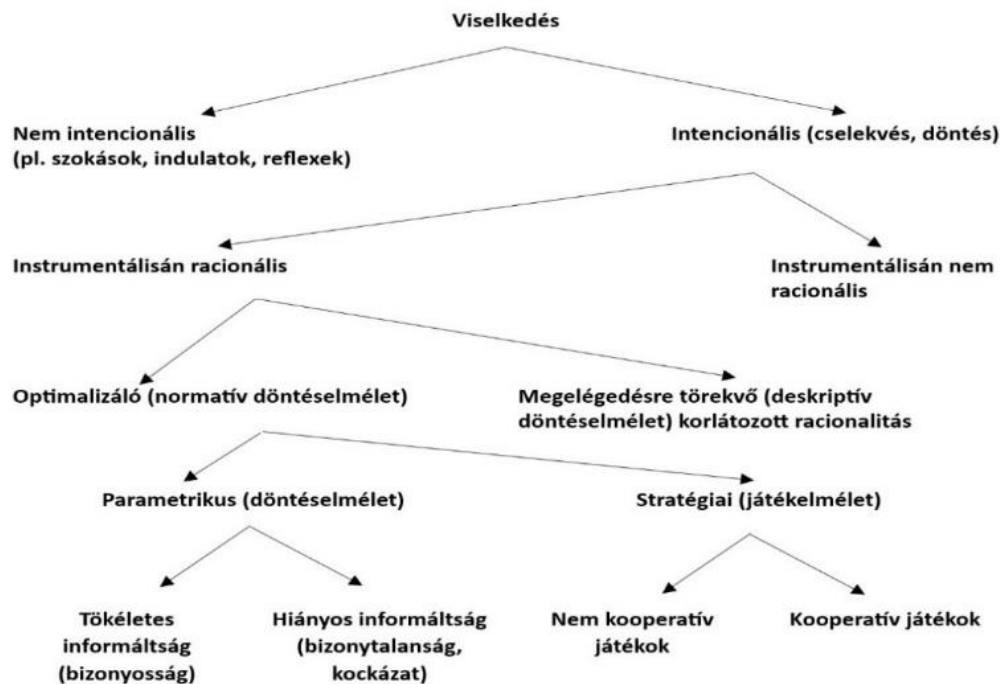 Viselkedés
Nem intencionális
(pl. szokások, indulatok, reflexek)
Intencionális (cselekvés, döntés)
Instrumentálisán racionális
Instrumentálisán nem
racionális
Optimalizáló (normatív döntéselmélet)
Megelégedésre törekvő (deskriptív
döntéselmélet) korlátozott racionalitás
Parametrikus (döntéselmélet)
Stratégiai (játékelmélet)
Tökéletes
informáltság
(bizonyosság)
Hiányos informáltság
(bizonytalanság,
kockázat)
Nem kooperatív
játékok
Kooperatív játékok